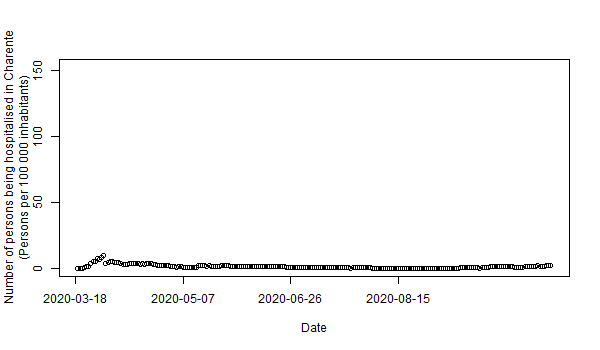 Number of persons being hospitalised in Charente
(Persons per 100 000 inhabitants)
150
100
50
0
2020-03-18 2020-05-07 2020-06-26 2020-08-15
Date